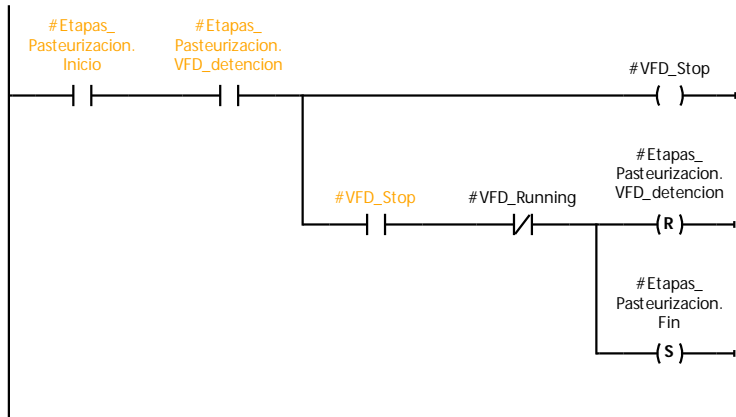 #Etapas_
Pasteurizacion.
Inicio
#Etapas_
Pasteurizacion.
VFD_detencion
#VFD_Stop
#Etapas_
Pasteurizacion.
VFD_detencion
#VFD_Stop
#VFD_Running
R
#Etapas_
Pasteurizacion.
Fin
S